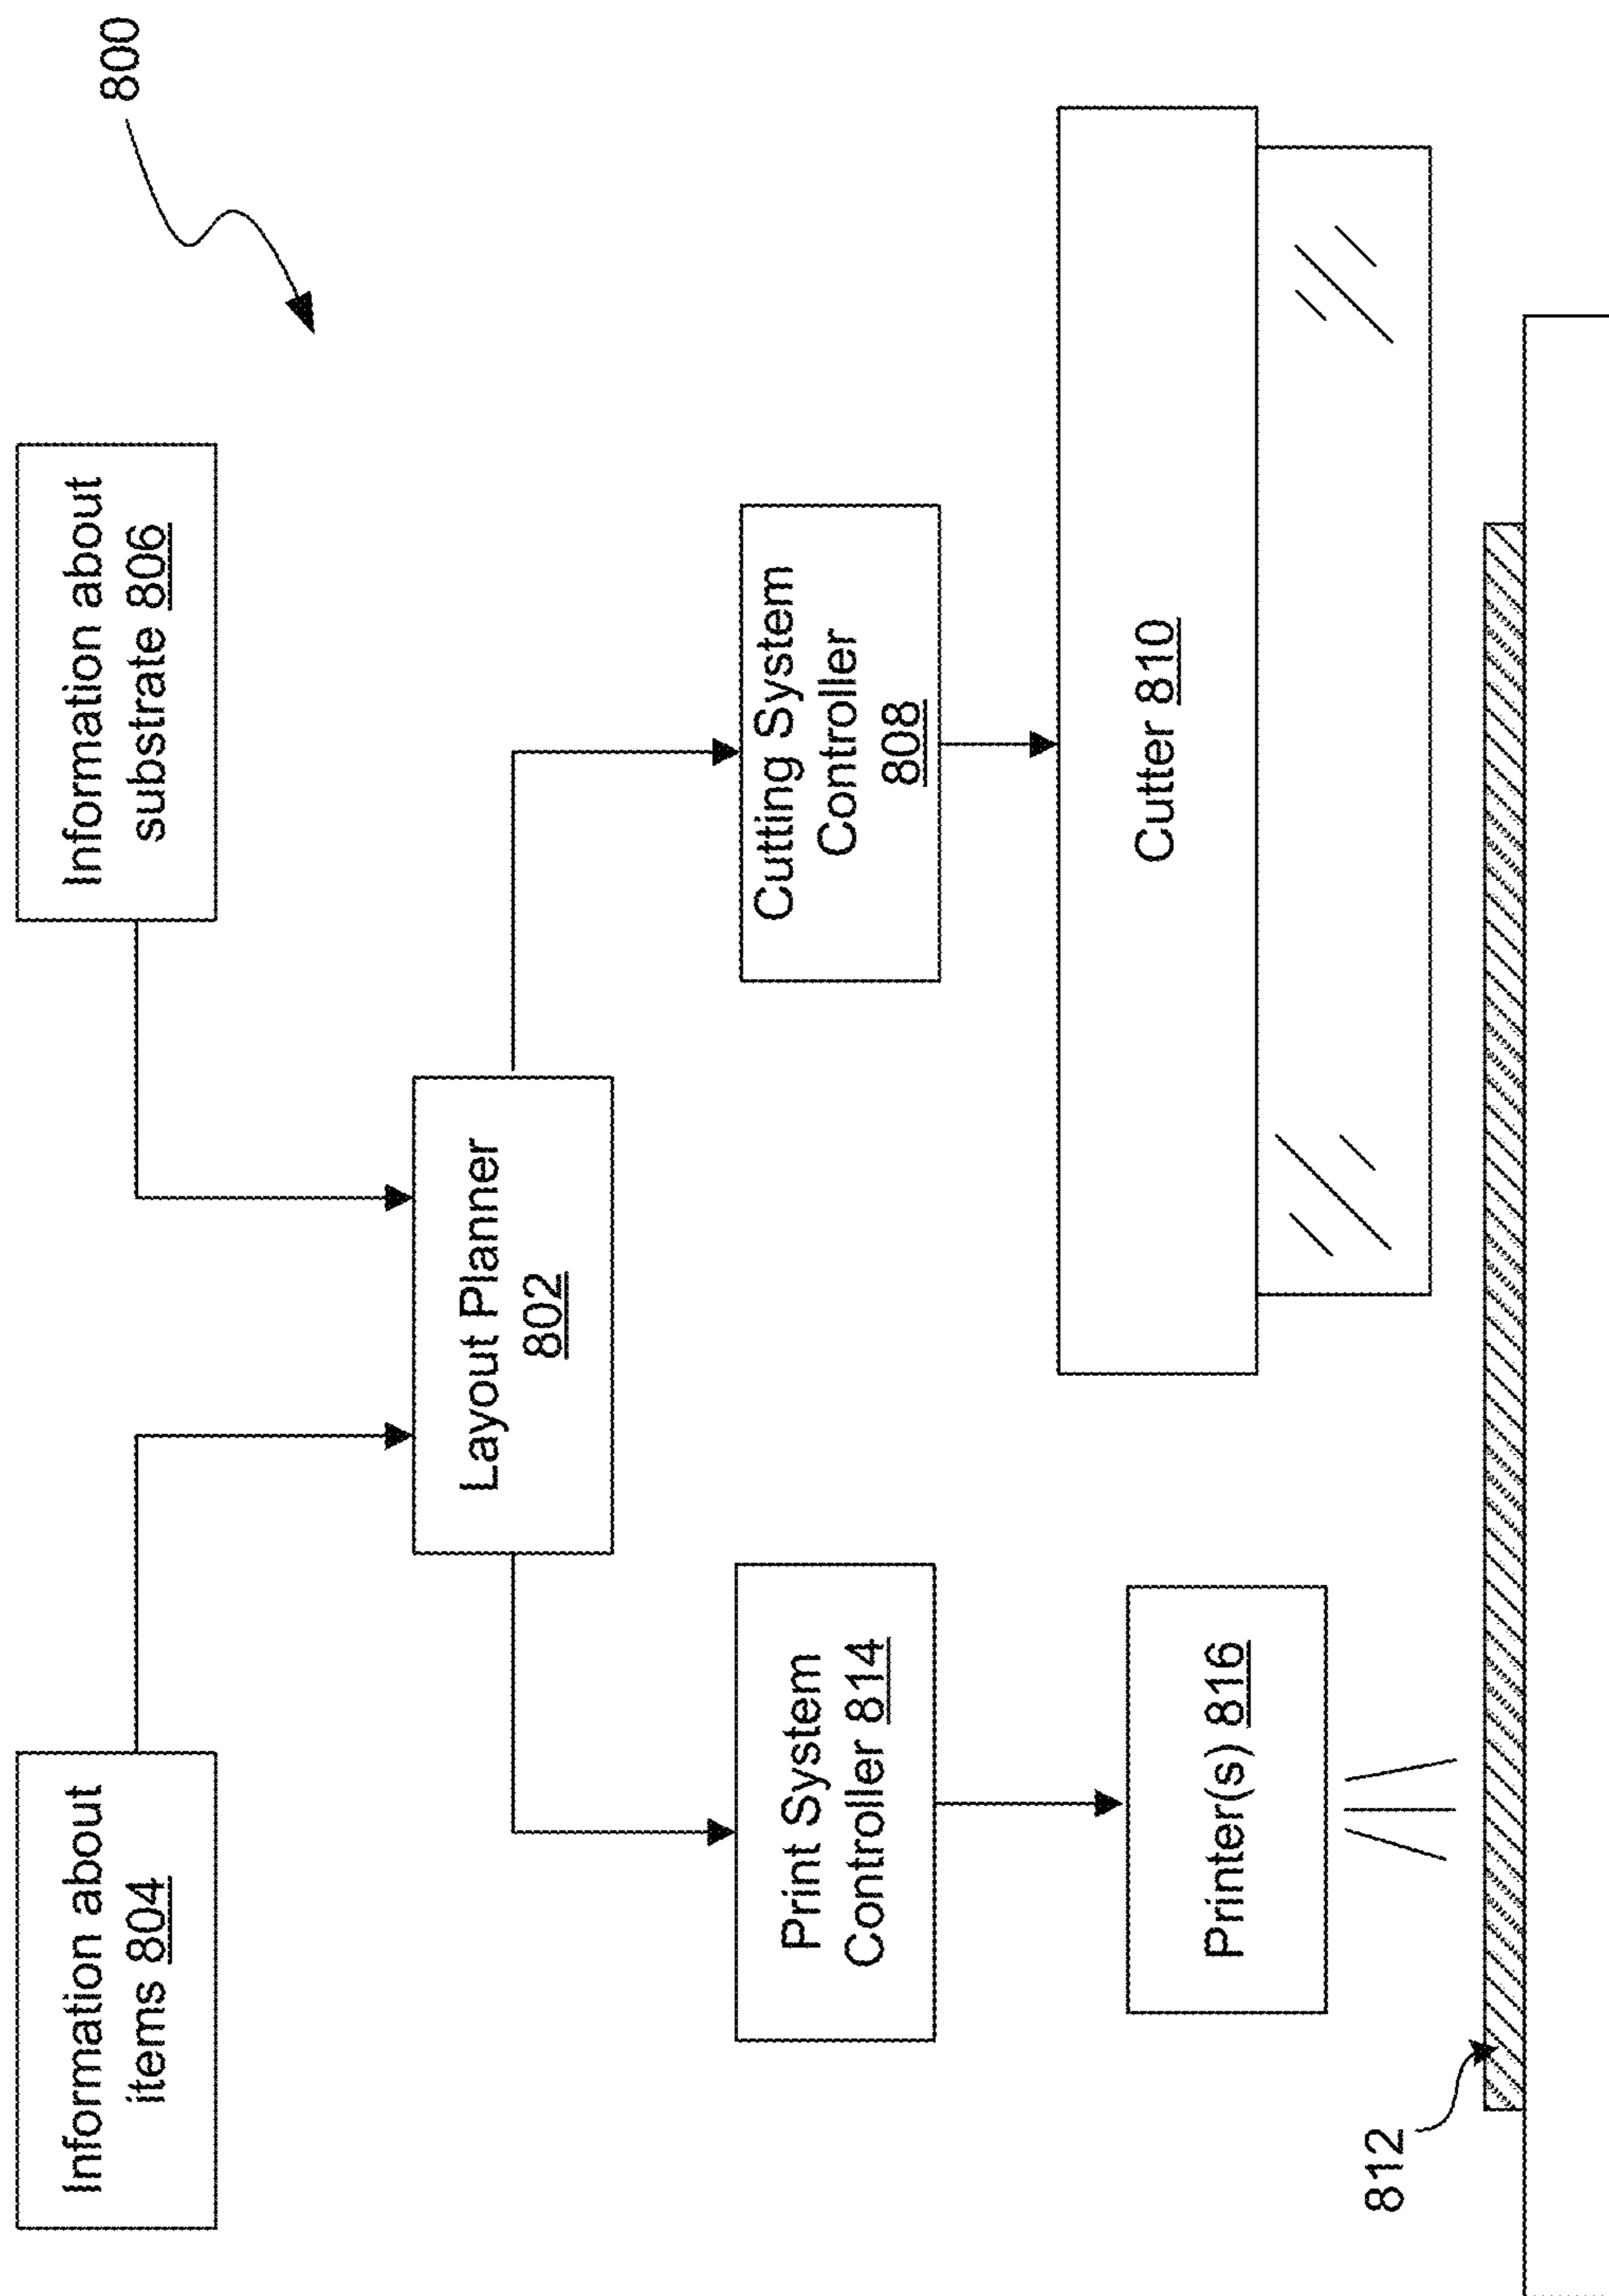 800
Information about
items 804
Information about
substrate 806
Layout Planner
802
Print System
Controller 814
Cutting System
Controller
808
Printer(s) 816
Cutter 810
812